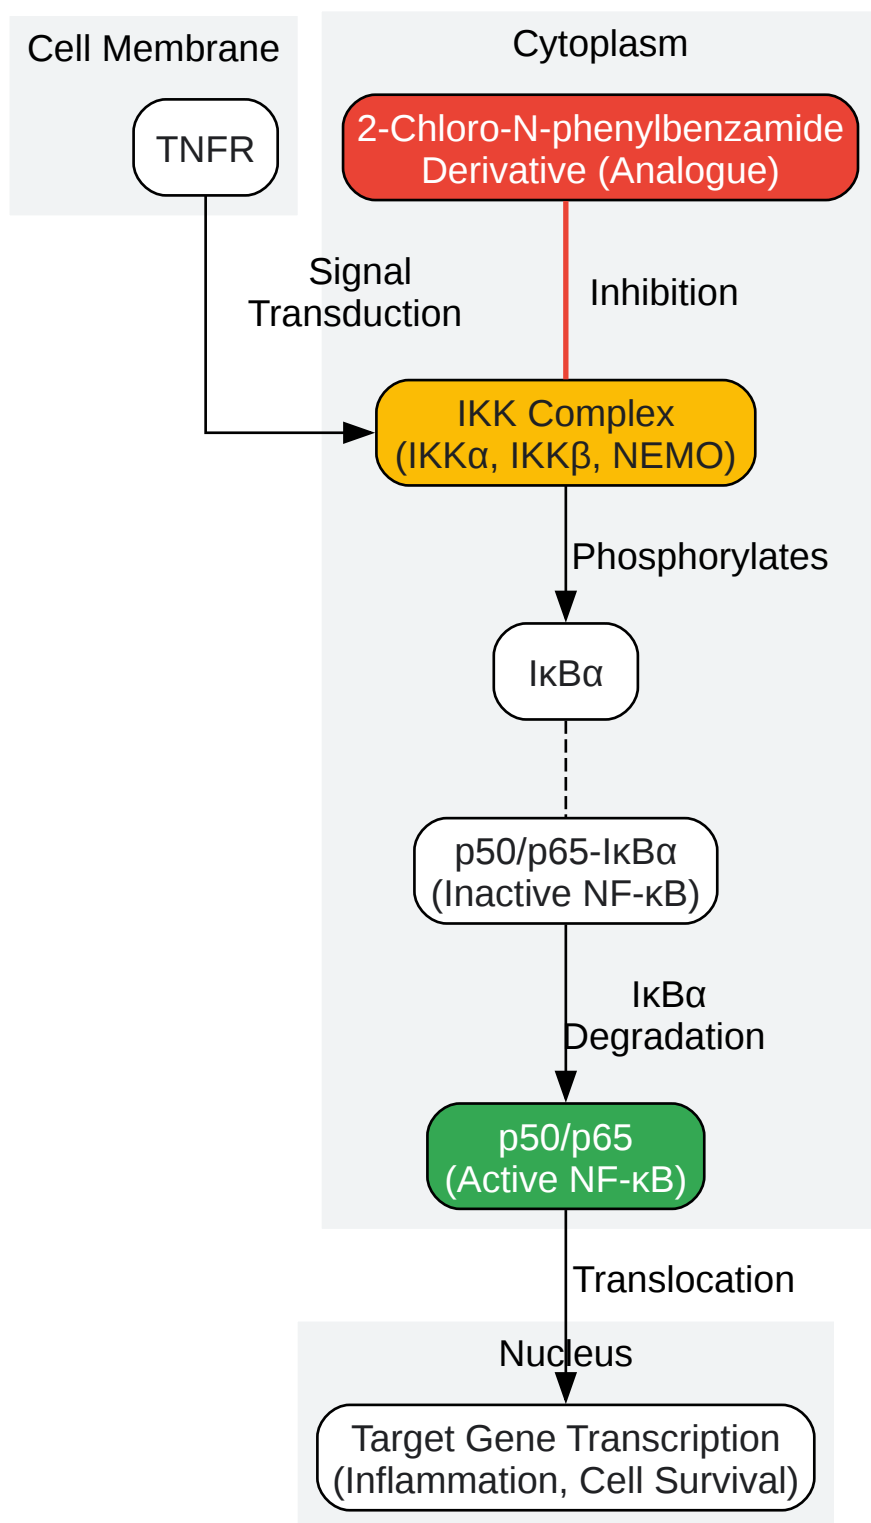 Cell Membrane
TNFR
Cytoplasm
2-Chloro-N-phenylbenzamide
Derivative (Analogue)
Signal
Transduction
Inhibition
IKK Complex
(IKKα, IKKβ, NEMO)
Phosphorylates
IκBα
p50/p65-IκBα
(Inactive NF-κB)
IκBα
Degradation
p50/p65
(Active NF-κB)
Translocation
Nucleus
Target Gene Transcription
(Inflammation, Cell Survival)